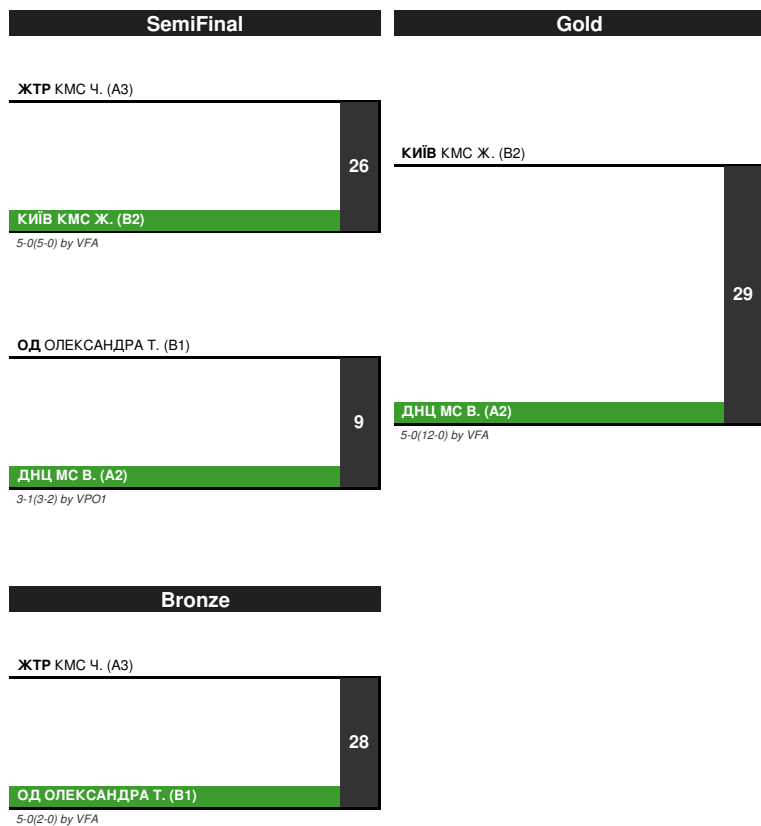 SemiFinal
ЖТР КМС Ч. (A3)
26
КИЇВ КМС Ж. (B2)
5-0(5-0) by VFA
ОД ОЛЕКСАНДРА Т. (B1)
9
ДНЦ МС В. (A2)
3-1(3-2) by VPO1
Gold
КИЇВ КМС Ж. (B2)
29
ДНЦ МС В. (A2)
5-0(12-0) by VFA
Bronze
ЖТР КМС Ч. (A3)
28
ОД ОЛЕКСАНДРА Т. (B1)
5-0(2-0) by VFA